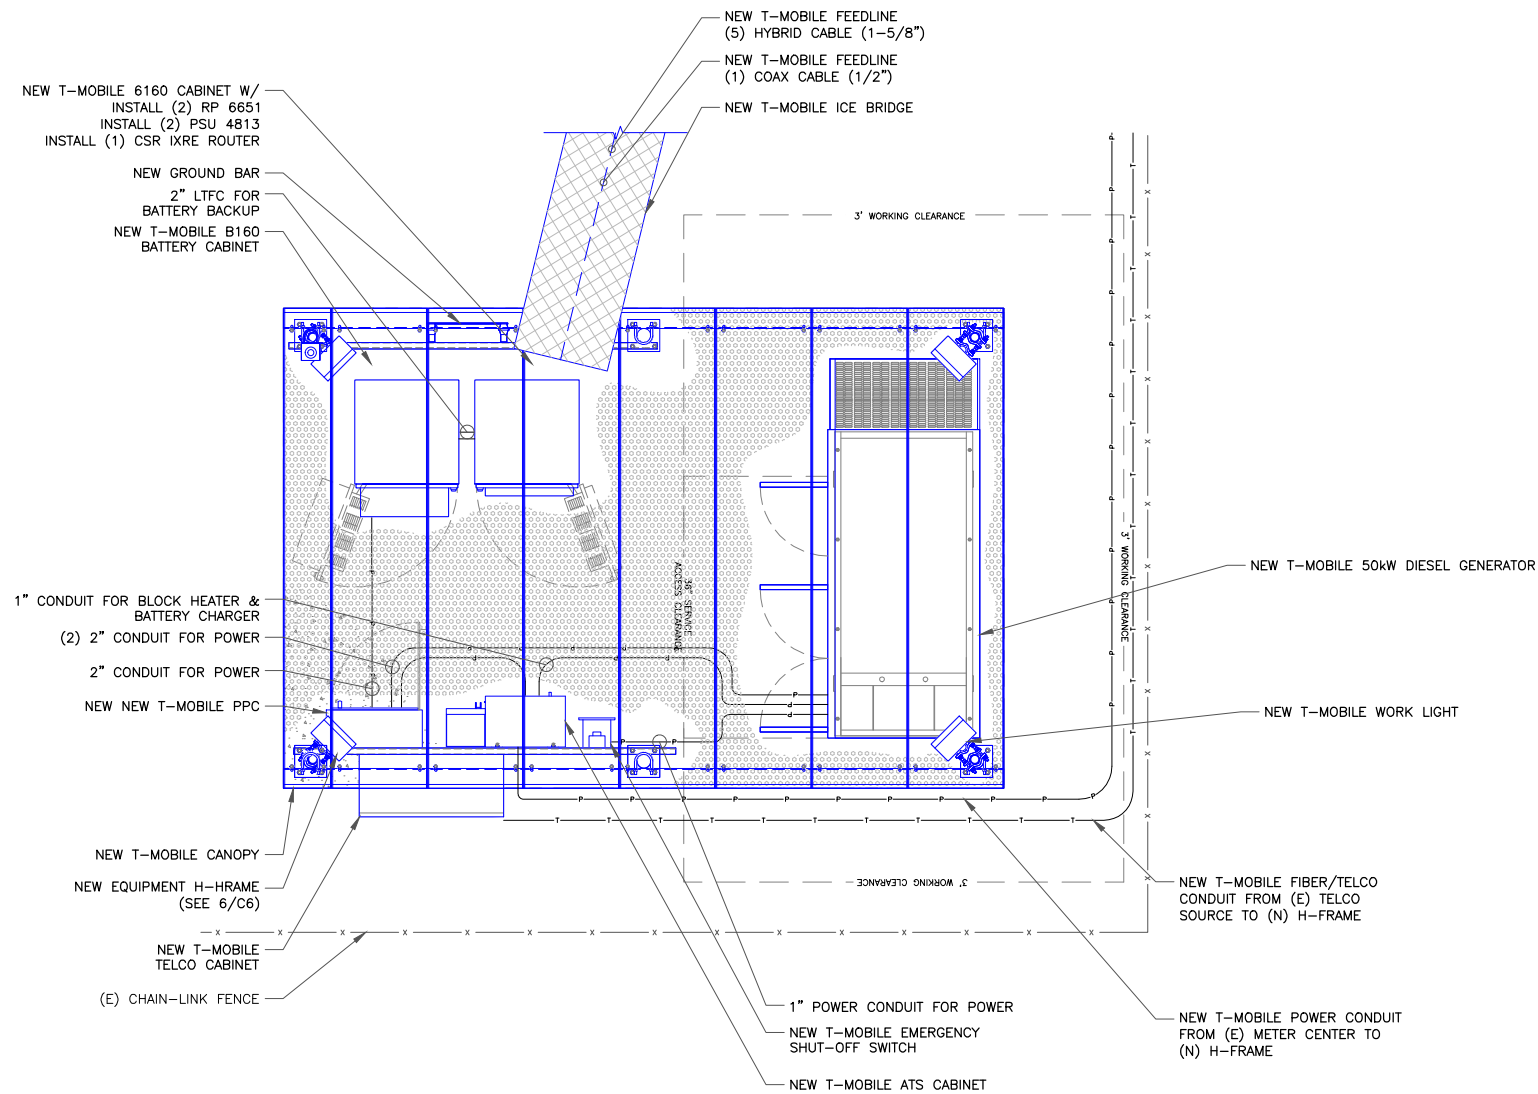 NEW T-MOBILE FEEDLINE
(5) HYBRID CABLE (1-5/8")
NEW T-MOBILE FEEDLINE
(1) COAX CABLE (1/2")
NEW T-MOBILE ICE BRIDGE
NEW T-MOBILE 6160 CABINET W/
INSTALL (2) RP 6651
INSTALL (2) PSU 4813
INSTALL (1) CSR IXRE ROUTER
NEW GROUND BAR
2" LTFC FOR
BATTERY BACKUP
NEW T-MOBILE B160
BATTERY CABINET
3' WORKING CLEARANCE
3' WORKING CLEARANCE
36" SERVICE
ACCESS CLEARANCE
NEW T-MOBILE 50kW DIESEL GENERATOR
1" CONDUIT FOR BLOCK HEATER &
BATTERY CHARGER
(2) 2" CONDUIT FOR POWER
2" CONDUIT FOR POWER
NEW NEW T-MOBILE PPC
NEW T-MOBILE WORK LIGHT
NEW T-MOBILE CANOPY
NEW EQUIPMENT H-HRAME
(SEE 6/C6)
NEW T-MOBILE
TELCO CABINET
(E) CHAIN-LINK FENCE
3' WORKING CLEARANCE
NEW T-MOBILE FIBER/TELCO
CONDUIT FROM (E) TELCO
SOURCE TO (N) H-FRAME
1" POWER CONDUIT FOR POWER
NEW T-MOBILE EMERGENCY
SHUT-OFF SWITCH
NEW T-MOBILE ATS CABINET
NEW T-MOBILE POWER CONDUIT
FROM (E) METER CENTER TO
(N) H-FRAME